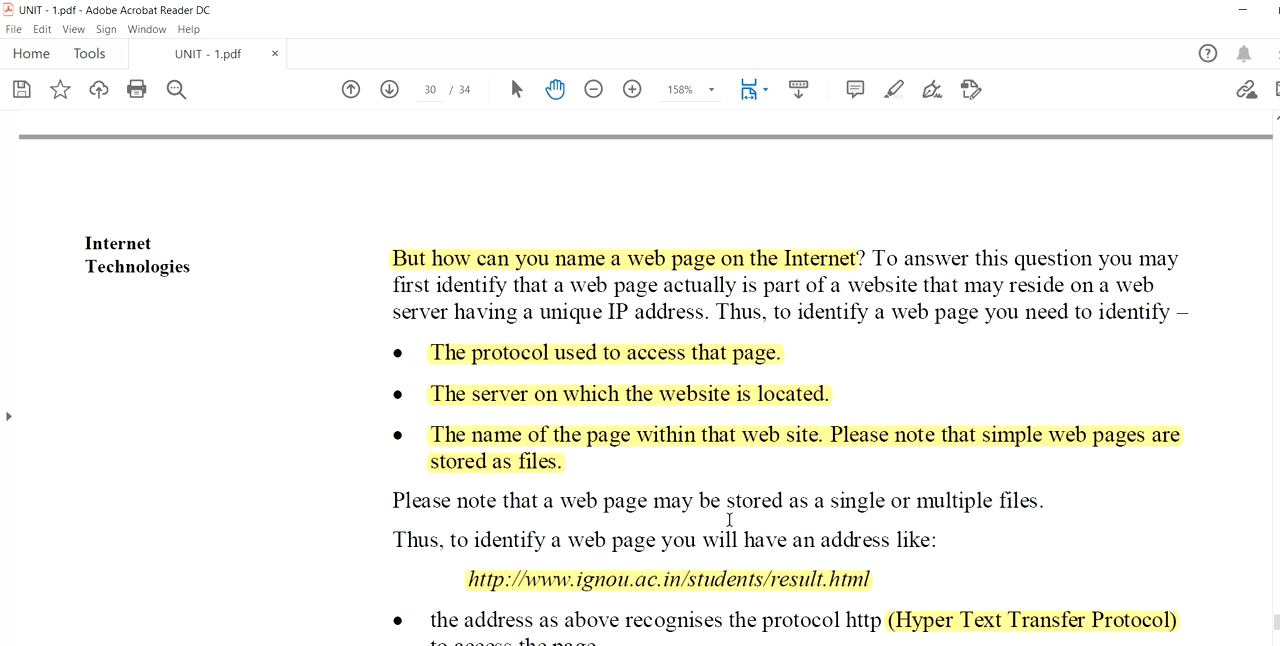 UNIT - 1.pdf - Adobe Acrobat Reader DC
File Edit View Sign Window Help
Home Tools UNIT - 1.pdf ×
30 / 34 158%
Internet
Technologies
But how can you name a web page on the Internet? To answer this question you may
first identify that a web page actually is part of a website that may reside on a web
server having a unique IP address. Thus, to identify a web page you need to identify –
• The protocol used to access that page.
• The server on which the website is located.
• The name of the page within that web site. Please note that simple web pages are
stored as files.
Please note that a web page may be stored as a single or multiple files.
Thus, to identify a web page you will have an address like:
http://www.ignou.ac.in/students/result.html
• the address as above recognises the protocol http (Hyper Text Transfer Protocol)
to access the page